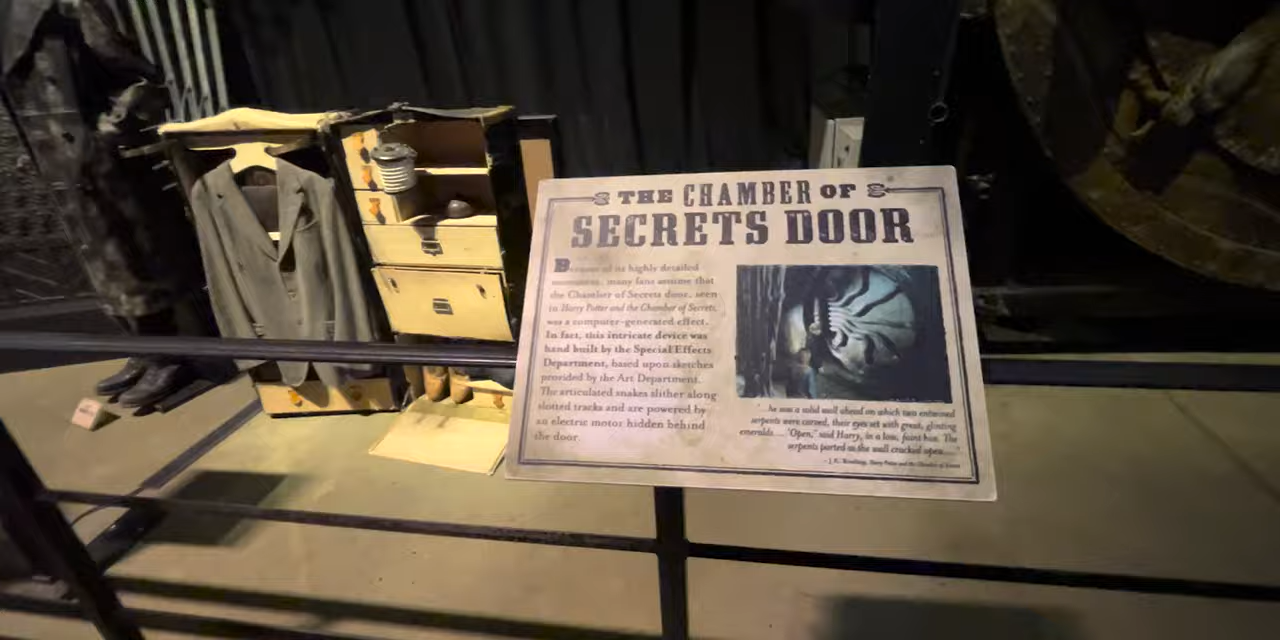 THE CHAMBER OF
SECRETS DOOR
Because of its highly detailed
movement, many fans assume that
the Chamber of Secrets door, seen
in Harry Potter and the Chamber of Secrets,
was a computer-generated effect.
In fact, this intricate device was
hand built by the Special Effects
Department, based upon sketches
provided by the Art Department.
The articulated snakes slither along
slotted tracks and are powered by
an electric motor hidden behind
the door.
"...he saw a solid wall ahead on which two entwined
serpents were carved, their eyes set with great, glinting
emeralds ... 'Open,' said Harry, in a low, faint hiss. The
serpents parted as the wall cracked open...."
- J. K. Rowling, Harry Potter and the Chamber of Secrets